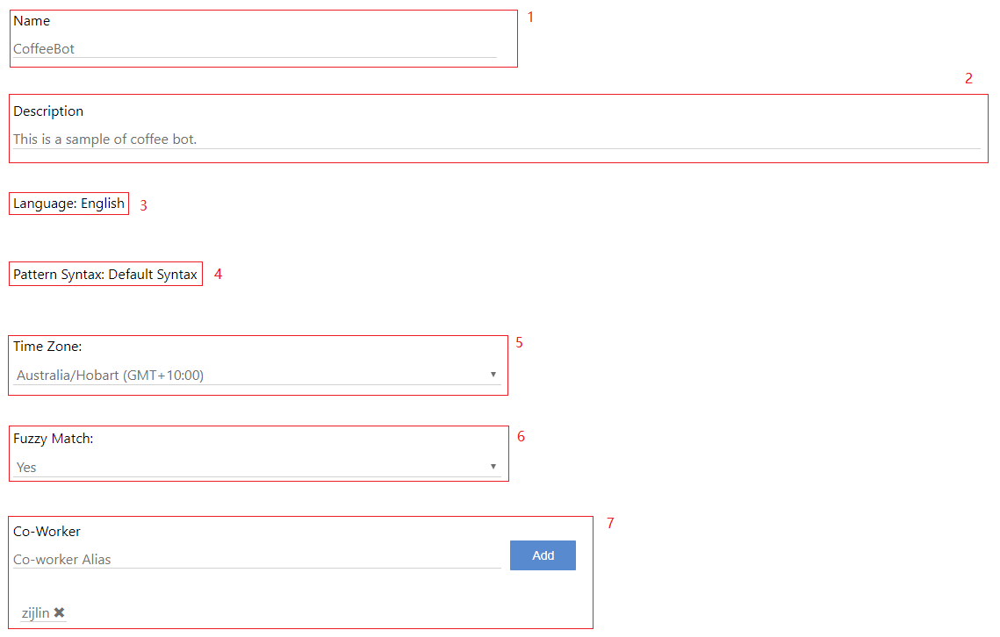 Name
1
CoffeeBot
2
Description
This is a sample of coffee bot.
Language: English
3
Pattern Syntax: Default Syntax
4
Time Zone:
5
Australia/Hobart (GMT+10:00)
Fuzzy Match:
6
Yes
Co-Worker
7
Co-worker Alias
Add
zijlin ✖